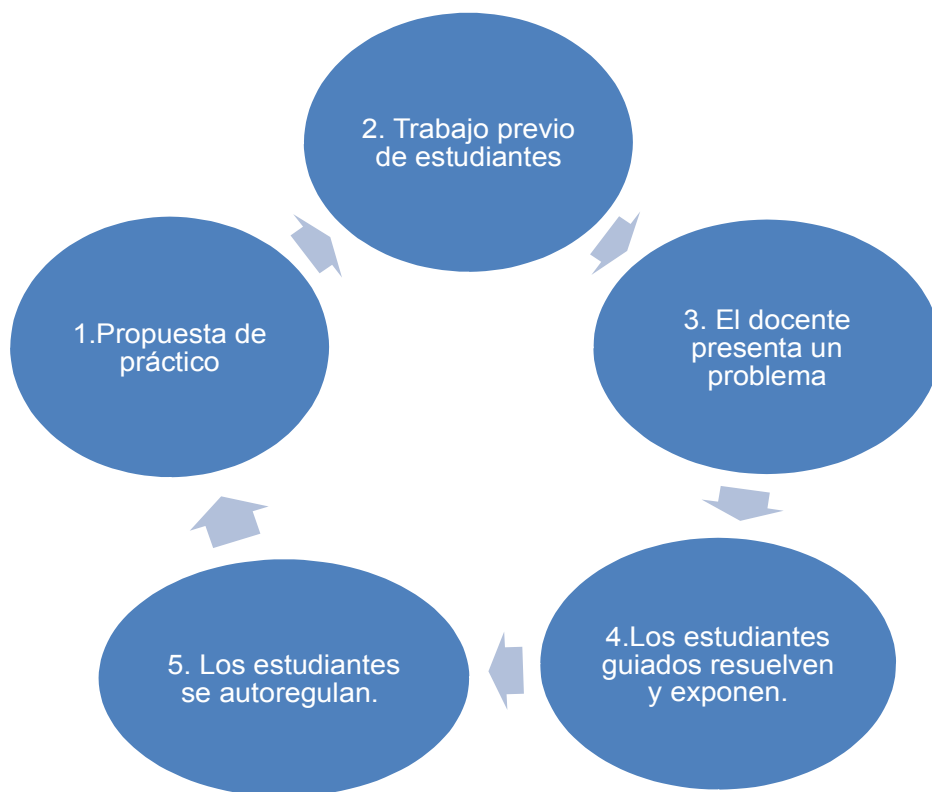 1.Propuesta de
práctico
2. Trabajo previo
de estudiantes
3. El docente
presenta un
problema
4.Los estudiantes
guiados resuelven
y exponen.
5. Los estudiantes
se autoregulan.